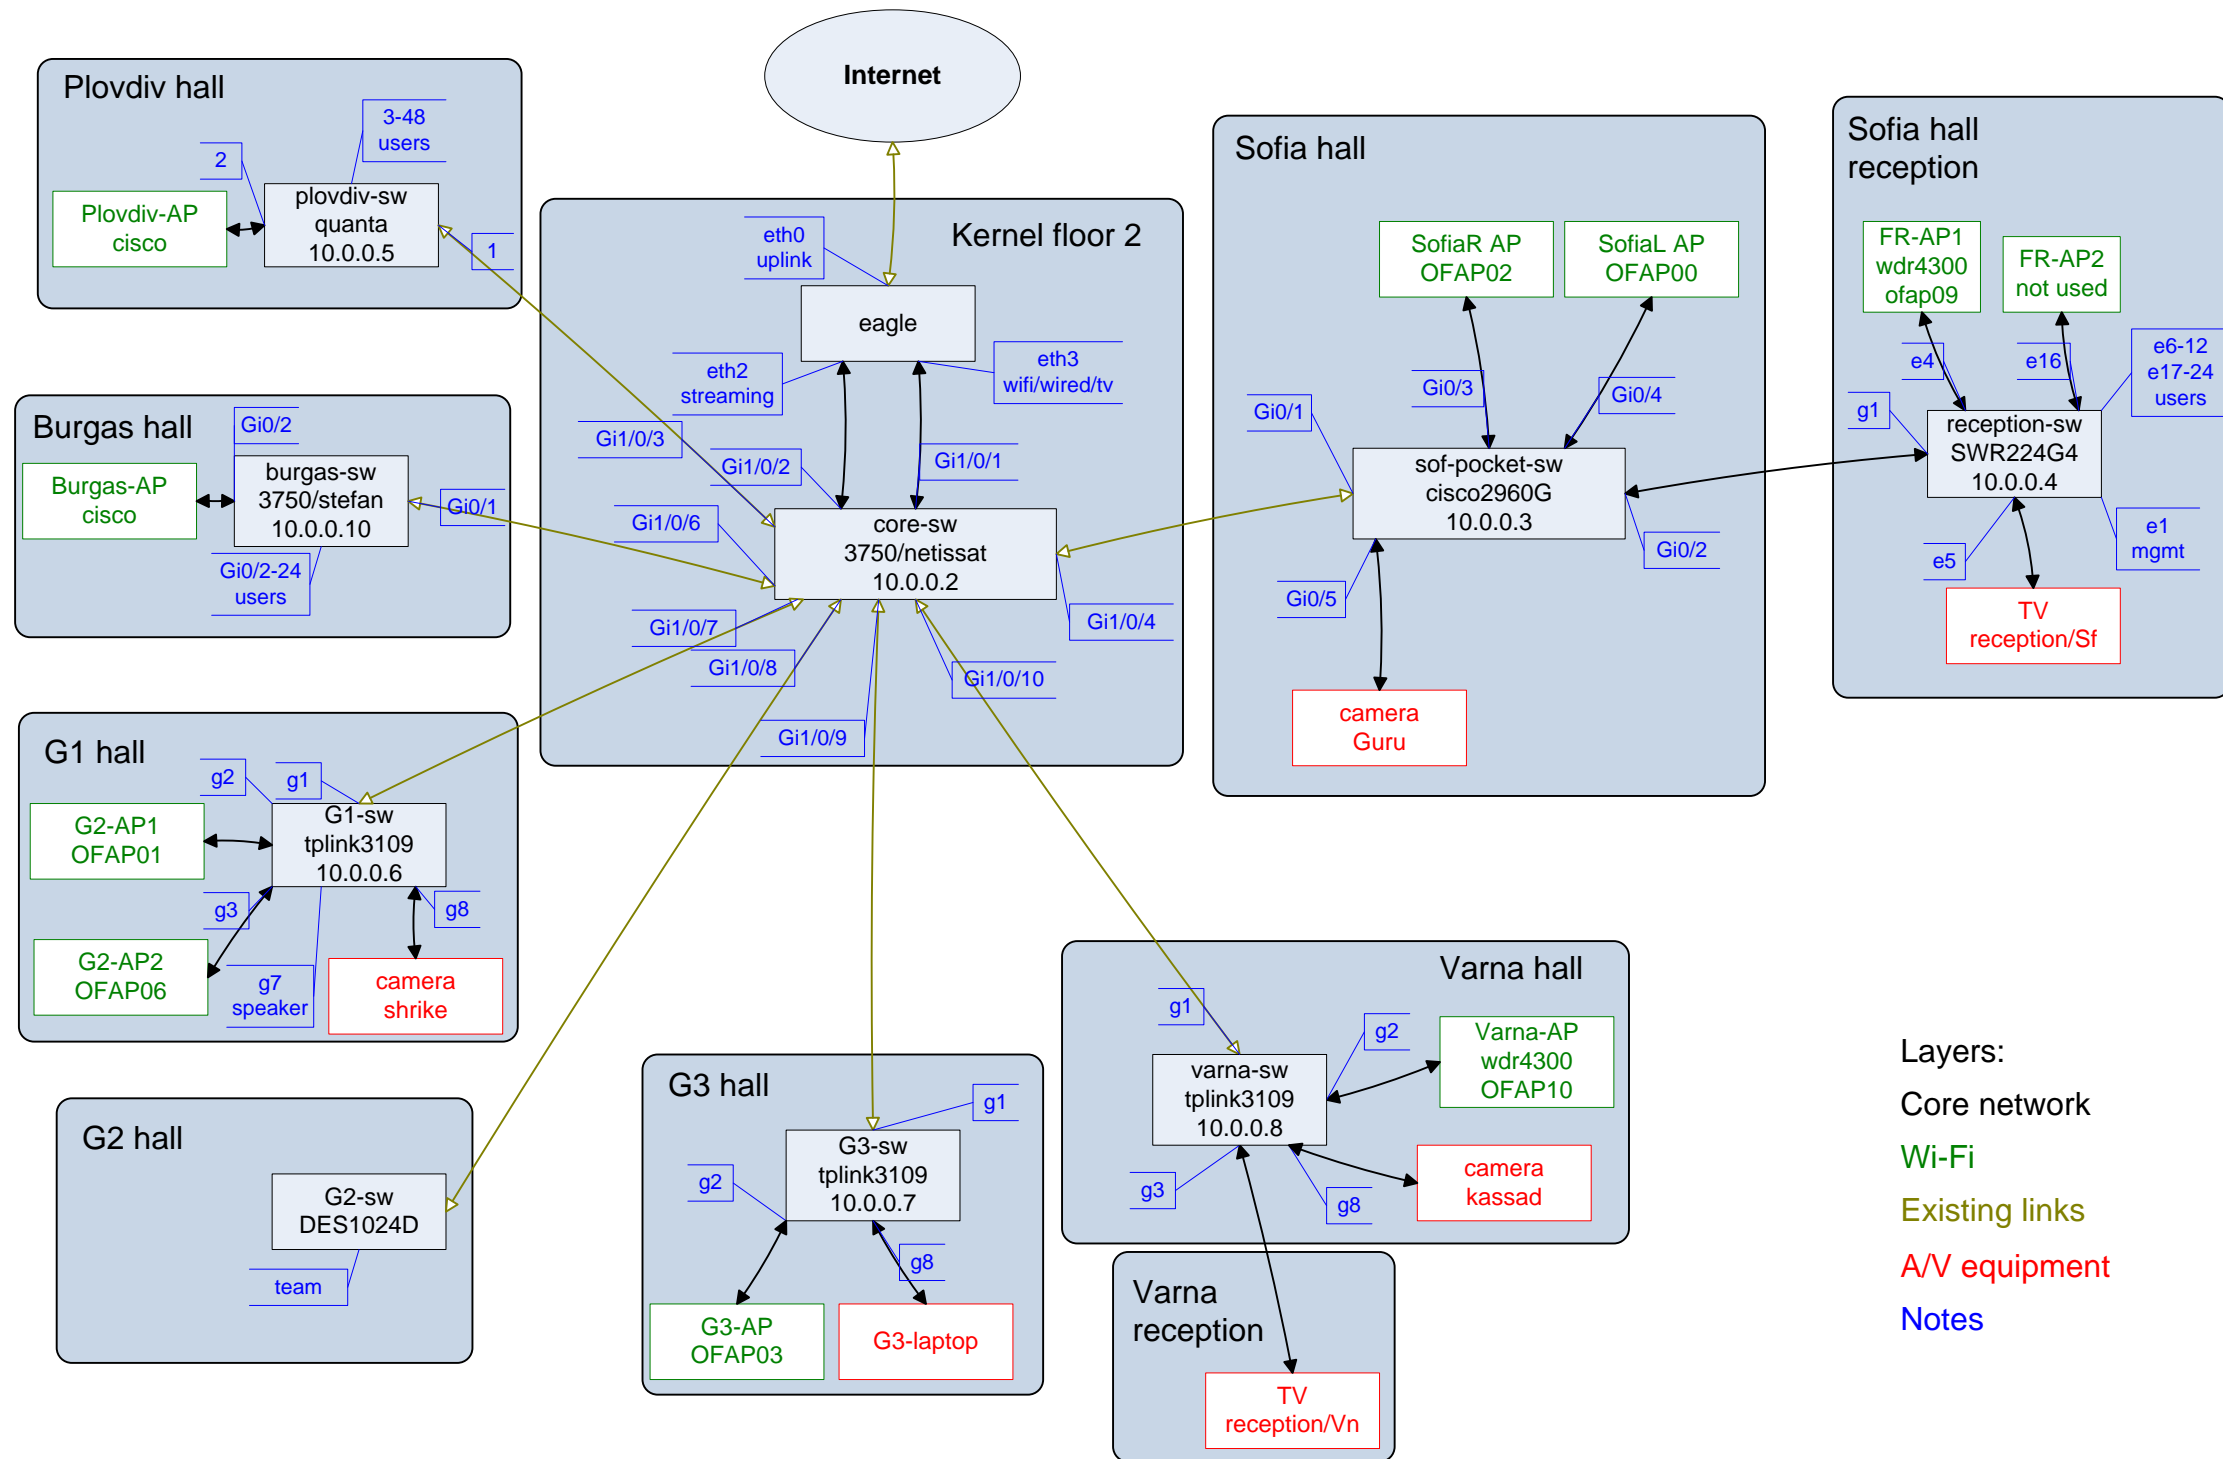 Internet
Plovdiv hall
3-48
users
2
Plovdiv-AP
cisco
plovdiv-sw
quanta
10.0.0.5
1
Burgas hall
Gi0/2
Burgas-AP
cisco
burgas-sw
3750/stefan
10.0.0.10
Gi0/1
Gi0/2-24
users
Kernel floor 2
eth0
uplink
eagle
eth2
streaming
eth3
wifi/wired/tv
Gi1/0/3
Gi1/0/2
Gi1/0/1
Gi1/0/6
core-sw
3750/netissat
10.0.0.2
Gi1/0/7
Gi1/0/8
Gi1/0/9
Gi1/0/10
Gi1/0/4
Sofia hall
SofiaR AP
OFAP02
SofiaL AP
OFAP00
Gi0/1
Gi0/3
Gi0/4
sof-pocket-sw
cisco2960G
10.0.0.3
Gi0/5
Gi0/2
camera
Guru
Sofia hall
reception
FR-AP1
wdr4300
ofap09
FR-AP2
not used
e4
e16
e6-12
e17-24
users
g1
reception-sw
SWR224G4
10.0.0.4
e5
e1
mgmt
TV
reception/Sf
G1 hall
g2
g1
G2-AP1
OFAP01
G1-sw
tplink3109
10.0.0.6
g3
g8
G2-AP2
OFAP06
g7
speaker
camera
shrike
G2 hall
G2-sw
DES1024D
team
G3 hall
g1
G3-sw
tplink3109
10.0.0.7
g2
g8
G3-AP
OFAP03
G3-laptop
Varna hall
g1
g2
Varna-AP
wdr4300
OFAP10
varna-sw
tplink3109
10.0.0.8
g3
g8
camera
kassad
Varna
reception
TV
reception/Vn
Layers:
Core network
Wi-Fi
Existing links
A/V equipment
Notes